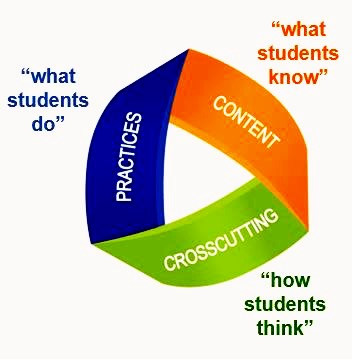 “what
students
do”
“what
students
know”
PRACTICES
CONTENT
CROSSCUTTING
“how
students
think”